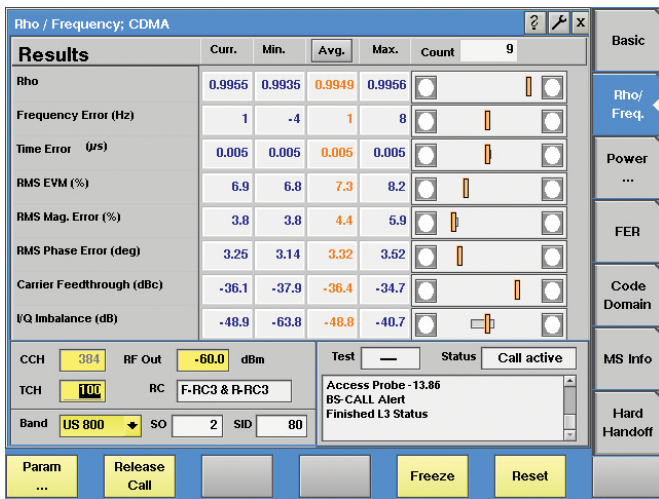 Rho / Frequency; CDMA ? x
Results Curr. Min. Avg. Max. Count 9
Rho 0.9955 0.9935 0.9949 0.9956
Frequency Error (Hz) 1 -4 1 8
Time Error (µs) 0.005 0.005 0.005 0.005
RMS EVM (%) 6.9 6.8 7.3 8.2
RMS Mag. Error (%) 3.8 3.8 4.4 5.9
RMS Phase Error (deg) 3.25 3.14 3.32 3.52
Carrier Feedthrough (dBc) -36.1 -37.9 -36.4 -34.7
I/Q Imbalance (dB) -48.9 -63.8 -48.8 -40.7
CCH 384 RF Out -60.0 dBm
TCH 100 RC F-RC3 & R-RC3
Band US 800 SO 2 SID 80
Test — Status Call active
Access Probe -13.86
BS-CALL Alert
Finished L3 Status
Basic
Rho/
Freq.
Power
...
FER
Code
Domain
MS Info
Hard
Handoff
Param
...
Release
Call
Freeze
Reset